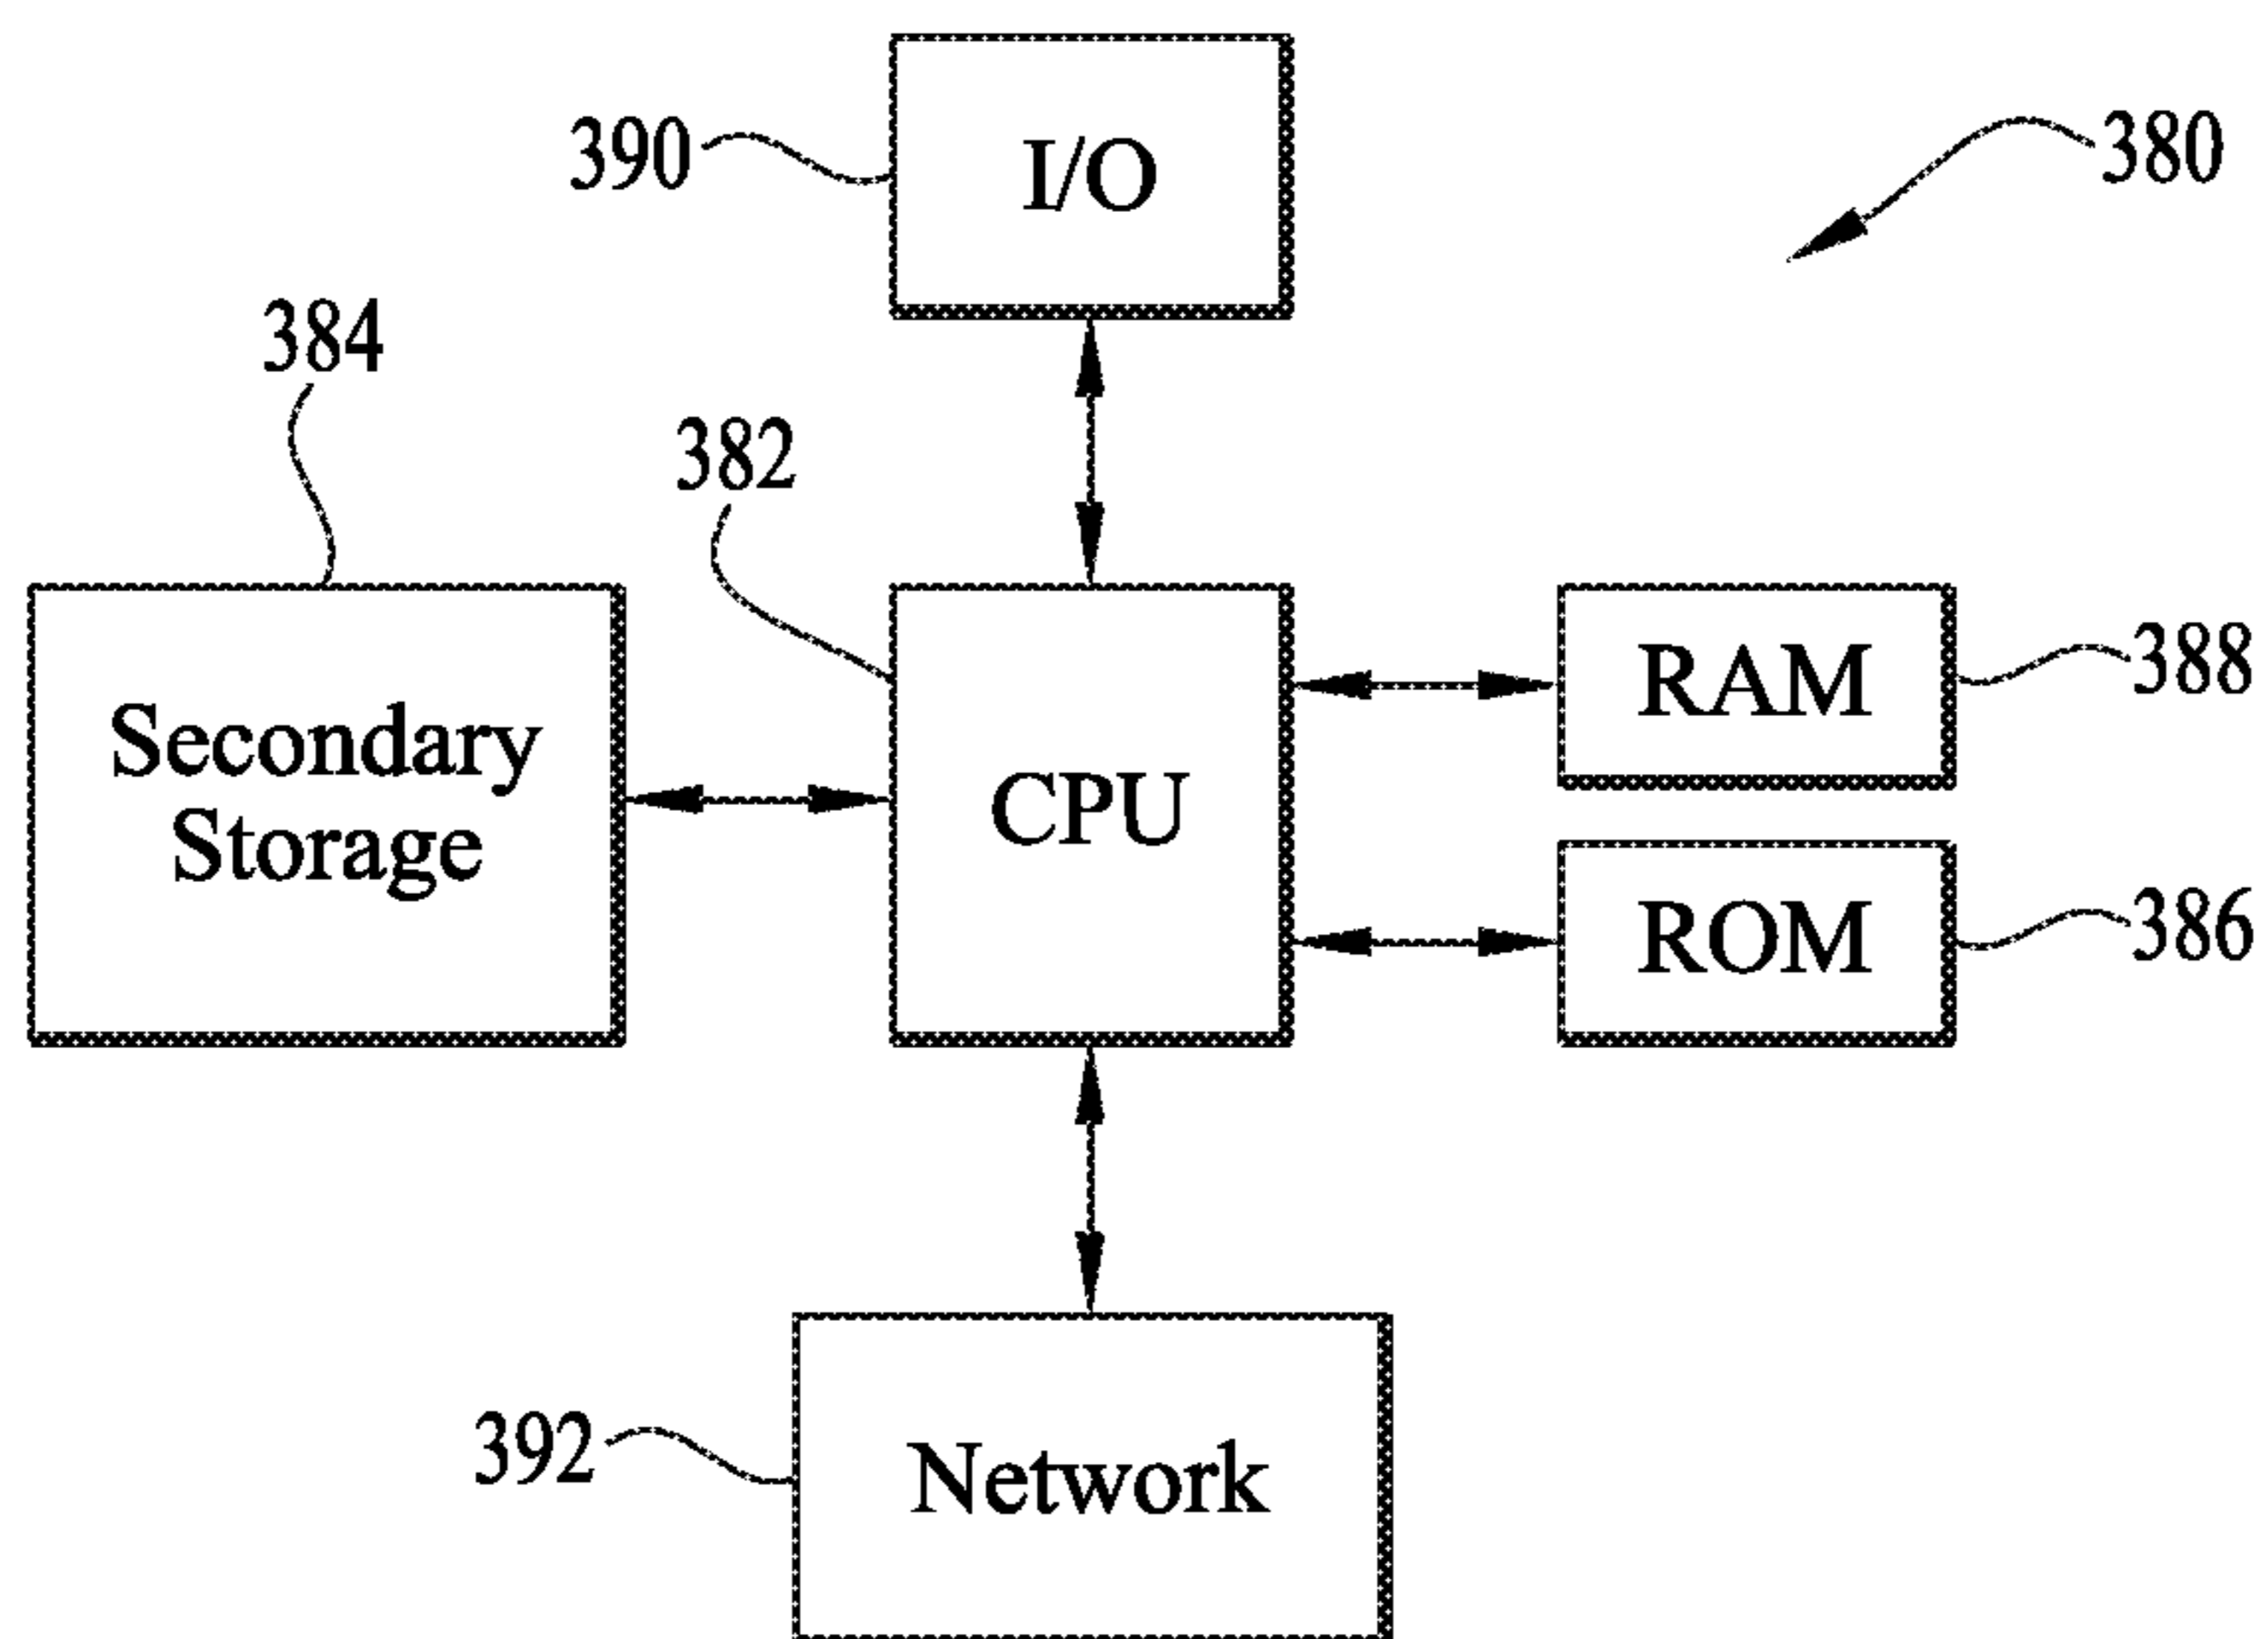 390
I/O
380
384
382
Secondary
Storage
CPU
RAM
388
ROM
386
392
Network